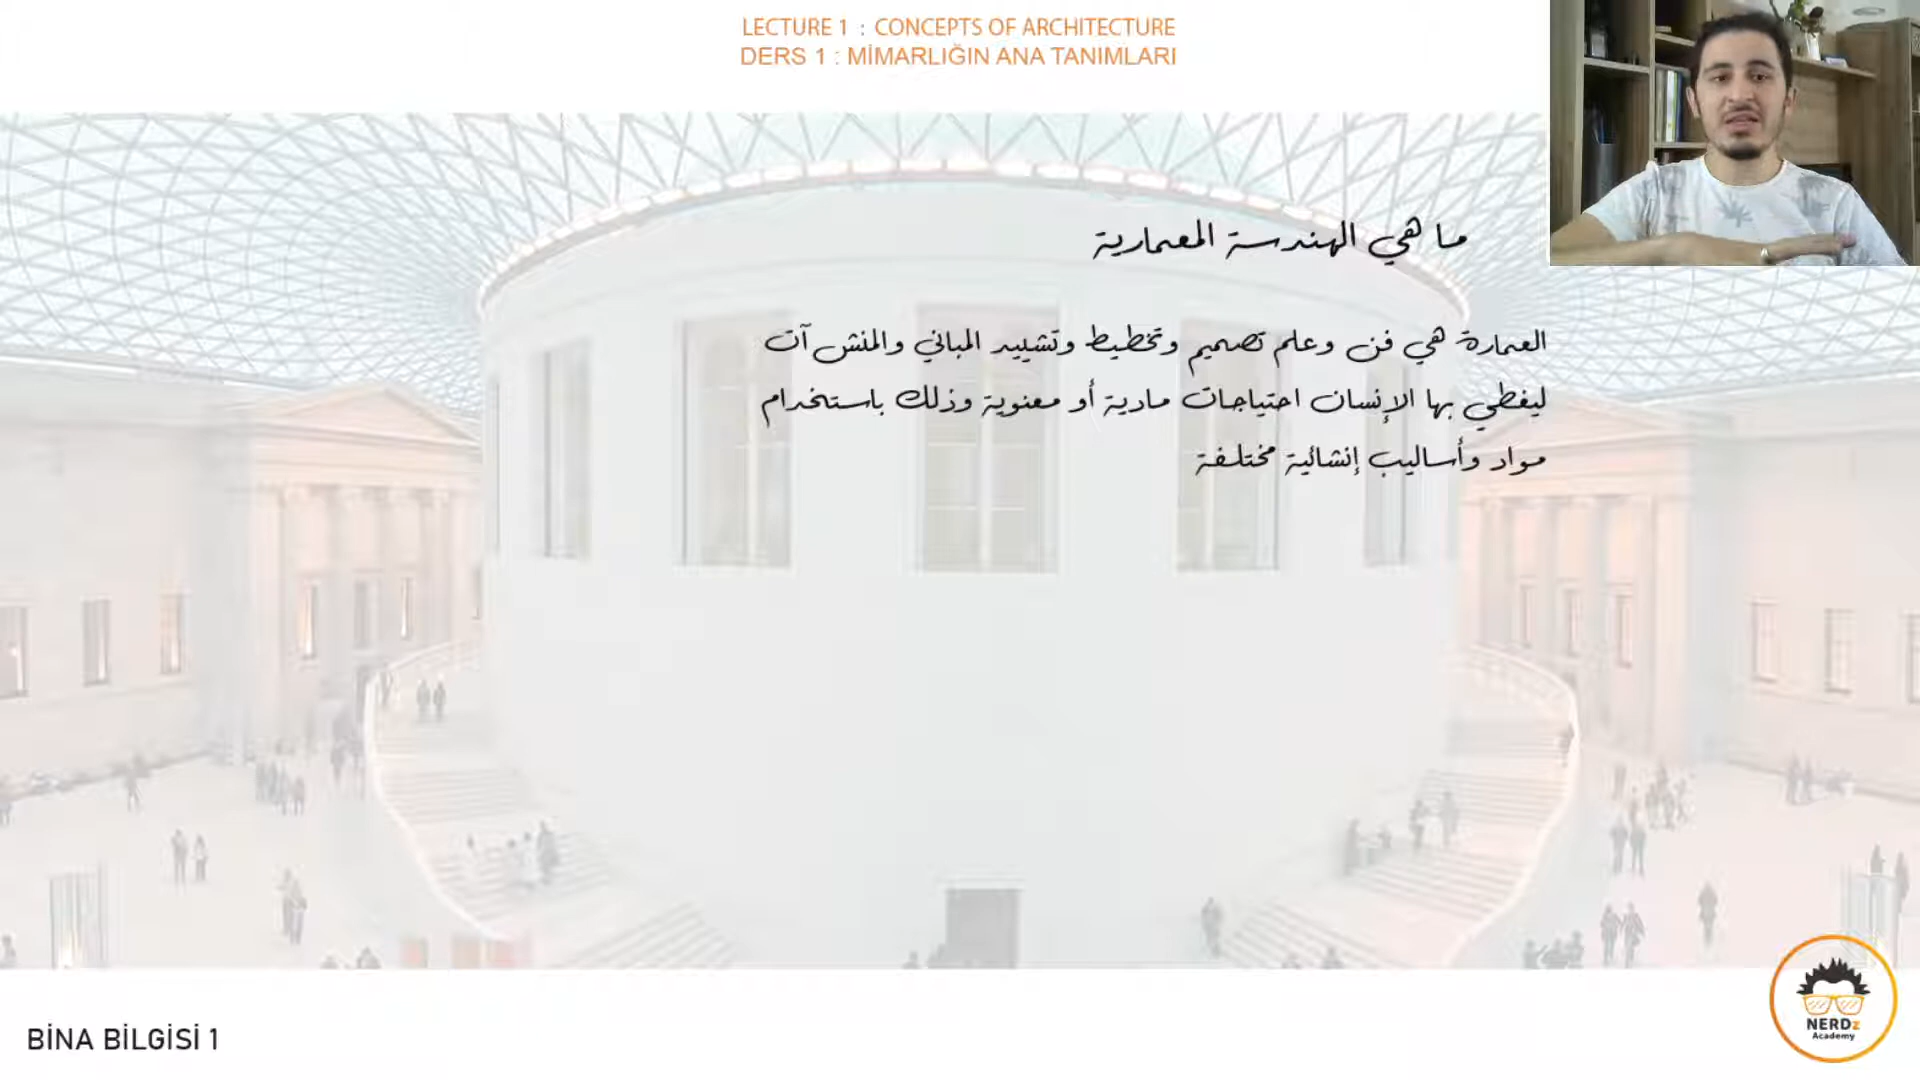 LECTURE 1 : CONCEPTS OF ARCHITECTURE
DERS 1 : MİMARLIĞIN ANA TANIMLARI
ما هي الهندسة المعمارية
العمارة هي فن وعلم تصميم وتخطيط وتشييد المباني والمنشآت
ليغطي بها الإنسان احتياجات مادية أو معنوية وذلك باستخدام
مواد وأساليب إنشائية مختلفة
BİNA BİLGİSİ 1
NERDz
Academy